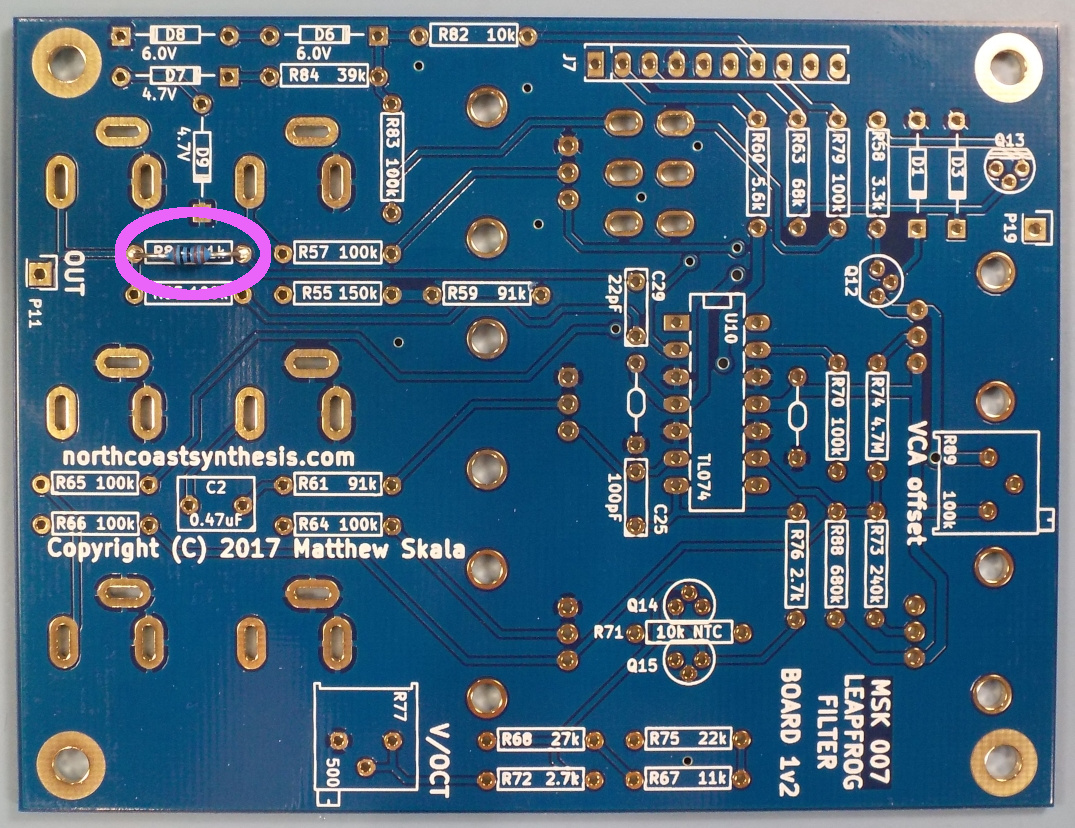 D8
6.0V
D6
6.0V
R82 10k
D7
4.7V
R84 39k
J7
4.7V
D9
R83 100k
R60 5.6k
R63 68k
R79 100k
R58 3.3k
D1
D3
Q13
P19
R57 100k
OUT
P11
R55 150k
R59 91k
C29
22pF
U10
TL074
Q12
R70 100k
R74 4.7M
VCA offset
R89
100k
northcoastsynthesis.com
R65 100k
C2
0.47uF
R61 91k
R66 100k
R64 100k
Copyright (C) 2017 Matthew Skala
100pF
C25
R76 2.7k
R88 680k
R73 240k
Q14
R71
10k NTC
Q15
R77
500
V/OCT
R68 27k
R75 22k
R72 2.7k
R67 11k
MSK 007
LEAPFROG
FILTER
BOARD 1v2